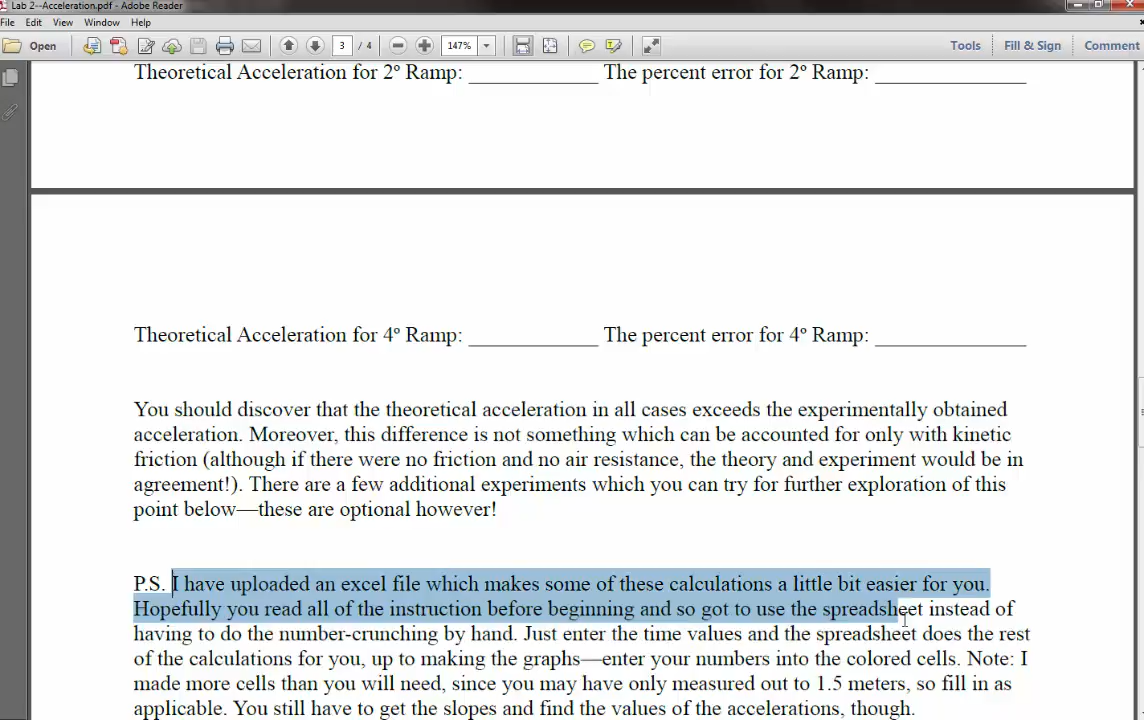 Lab 2--Acceleration.pdf - Adobe Reader
File Edit View Window Help
Open 3 / 4 147% Tools Fill & Sign Comment
Theoretical Acceleration for 2º Ramp: ____________ The percent error for 2º Ramp: ______________
Theoretical Acceleration for 4º Ramp: ____________ The percent error for 4º Ramp: ______________
You should discover that the theoretical acceleration in all cases exceeds the experimentally obtained
acceleration. Moreover, this difference is not something which can be accounted for only with kinetic
friction (although if there were no friction and no air resistance, the theory and experiment would be in
agreement!). There are a few additional experiments which you can try for further exploration of this
point below—these are optional however!
P.S. I have uploaded an excel file which makes some of these calculations a little bit easier for you.
Hopefully you read all of the instruction before beginning and so got to use the spreadsheet instead of
having to do the number-crunching by hand. Just enter the time values and the spreadsheet does the rest
of the calculations for you, up to making the graphs—enter your numbers into the colored cells. Note: I
made more cells than you will need, since you may have only measured out to 1.5 meters, so fill in as
applicable. You still have to get the slopes and find the values of the accelerations, though.